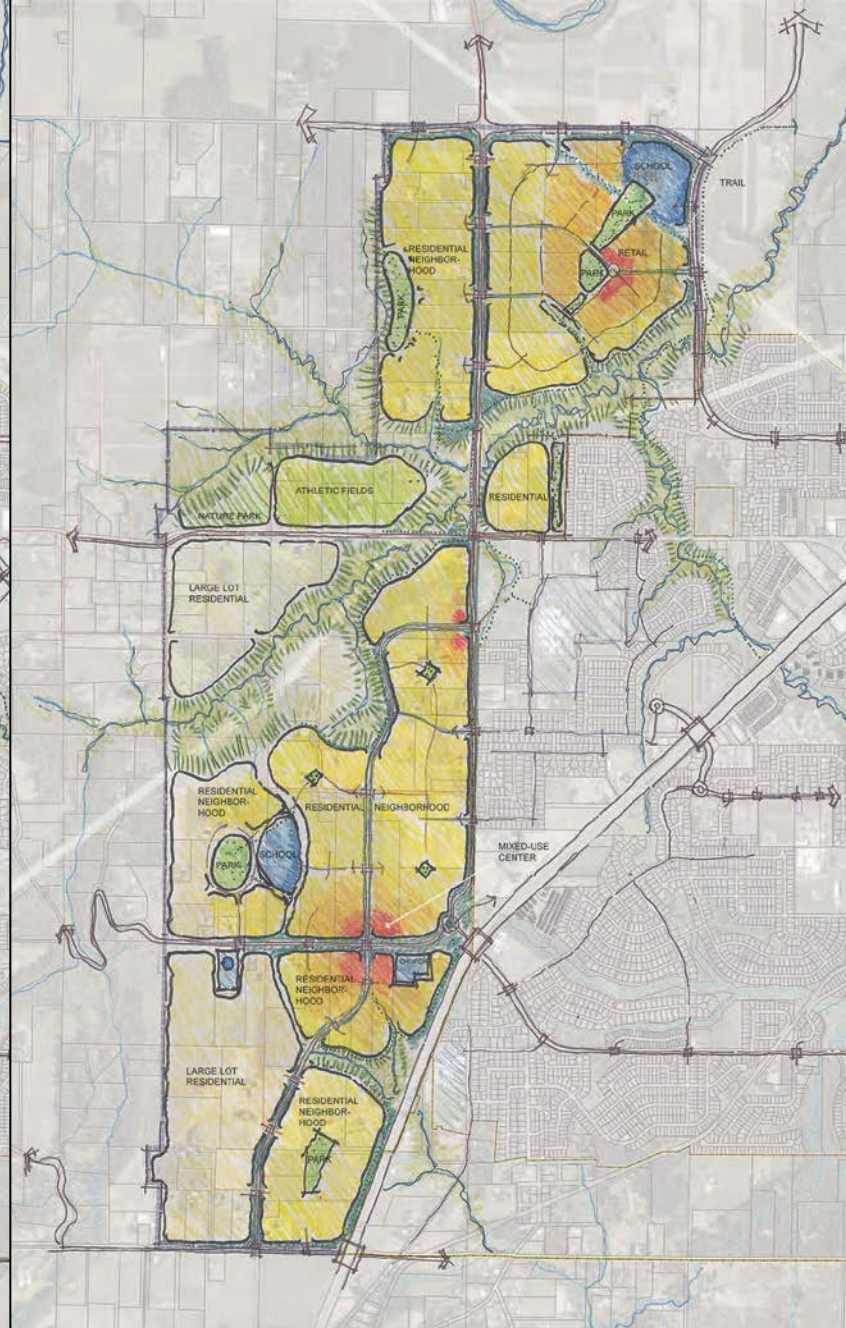 SCHOOL
TRAIL
PARK
RESIDENTIAL
NEIGHBOR-
HOOD
RETAIL
PARK
PARK
ATHLETIC FIELDS
RESIDENTIAL
NATURE PARK
LARGE LOT
RESIDENTIAL
RESIDENTIAL
NEIGHBOR-
HOOD
RESIDENTIAL NEIGHBORHOOD
MIXED-USE
CENTER
SCHOOL
PARK
RESIDENTIAL
NEIGHBOR-
HOOD
LARGE LOT
RESIDENTIAL
RESIDENTIAL
NEIGHBOR-
HOOD
PARK